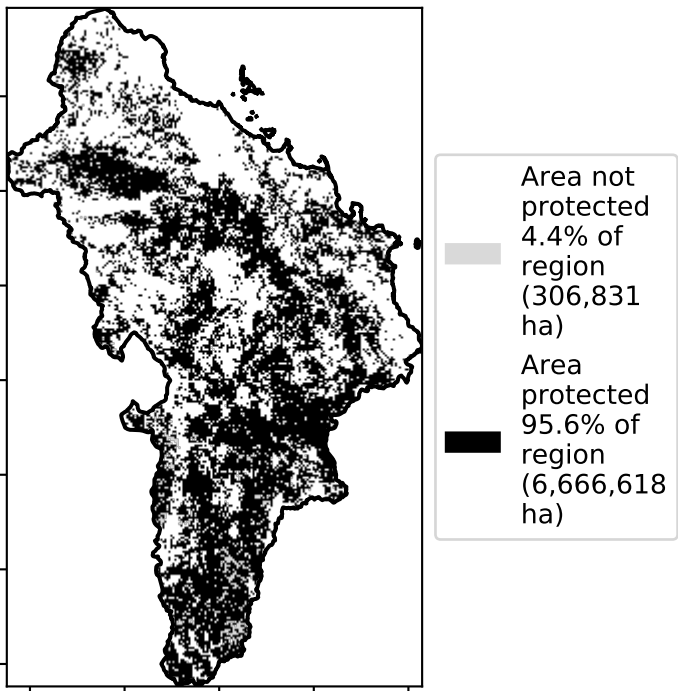 Area not
protected
4.4% of
region
(306,831
ha)
Area
protected
95.6% of
region
(6,666,618
ha)